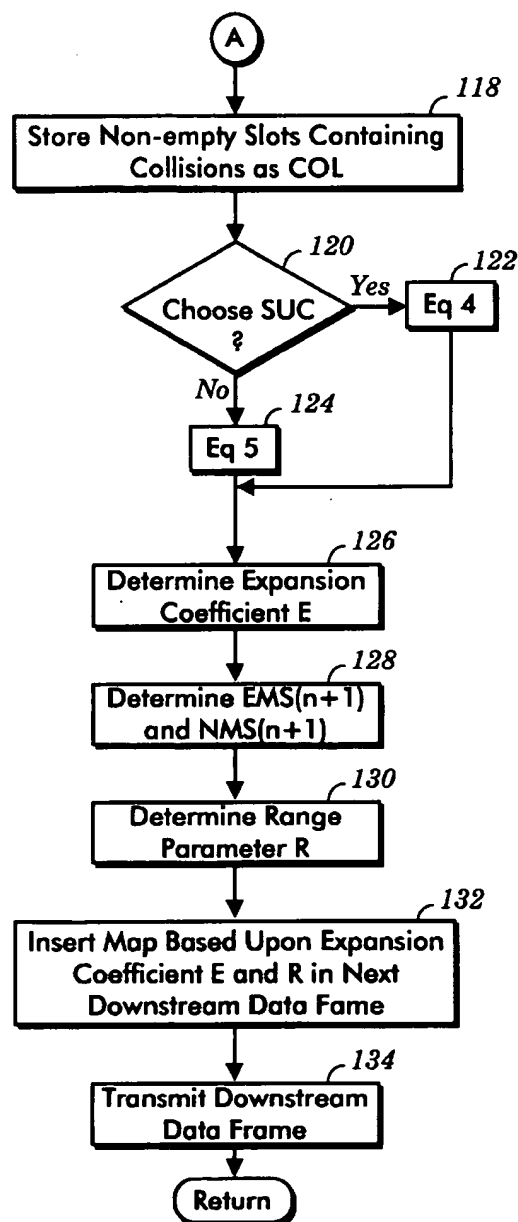 A
118
Store Non-empty Slots Containing
Collisions as COL
120
Choose SUC
?
Yes
122
Eq 4
No
124
Eq 5
126
Determine Expansion
Coefficient E
128
Determine EMS(n+1)
and NMS(n+1)
130
Determine Range
Parameter R
132
Insert Map Based Upon Expansion
Coefficient E and R in Next
Downstream Data Fame
134
Transmit Downstream
Data Frame
Return